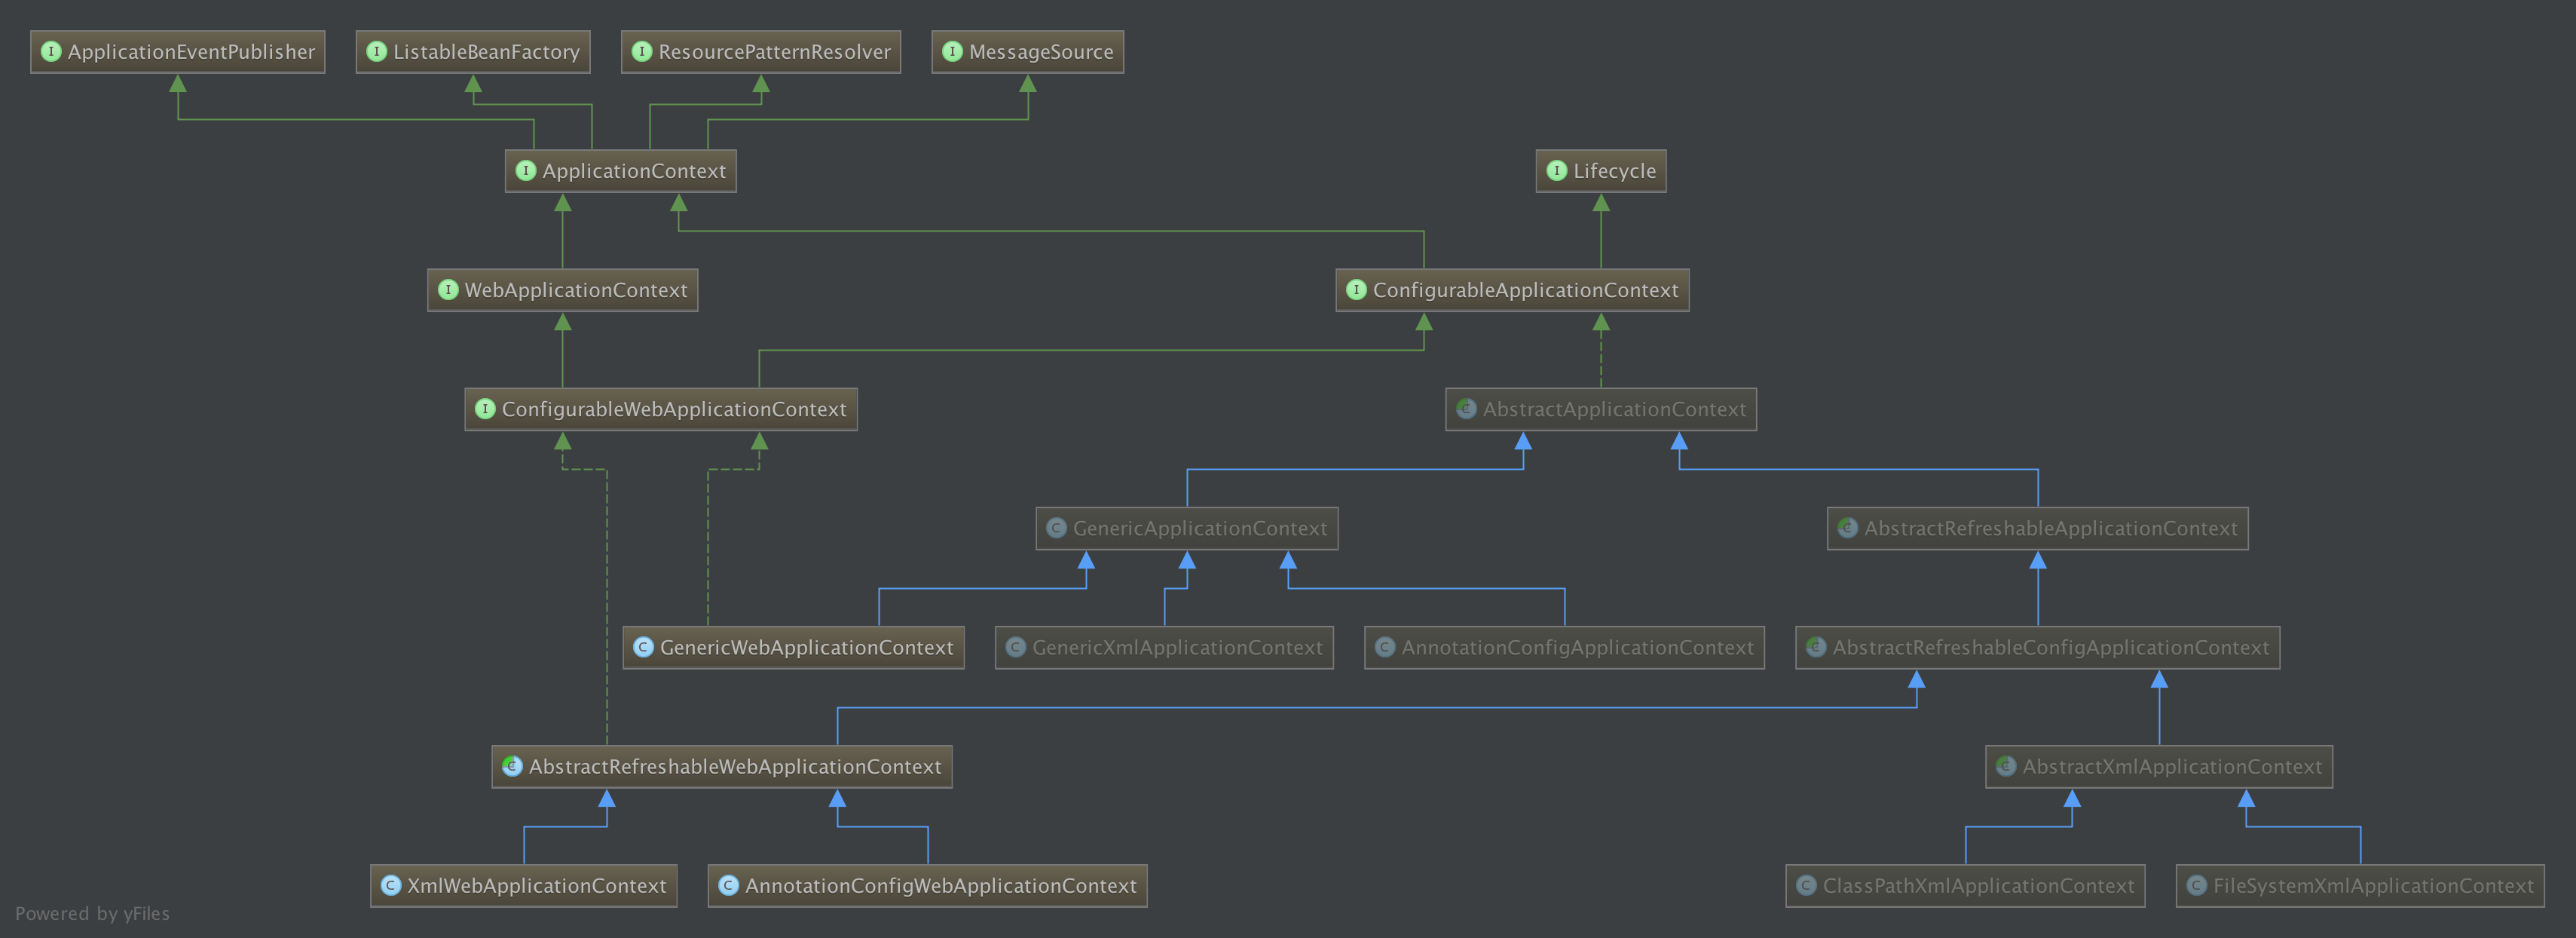 ApplicationEventPublisher
ListableBeanFactory
ResourcePatternResolver
MessageSource
ApplicationContext
Lifecycle
WebApplicationContext
ConfigurableApplicationContext
ConfigurableWebApplicationContext
AbstractApplicationContext
GenericApplicationContext
AbstractRefreshableApplicationContext
GenericWebApplicationContext
GenericXmlApplicationContext
AnnotationConfigApplicationContext
AbstractRefreshableConfigApplicationContext
AbstractRefreshableWebApplicationContext
AbstractXmlApplicationContext
XmlWebApplicationContext
AnnotationConfigWebApplicationContext
ClassPathXmlApplicationContext
FileSystemXmlApplicationContext
Powered by yFiles